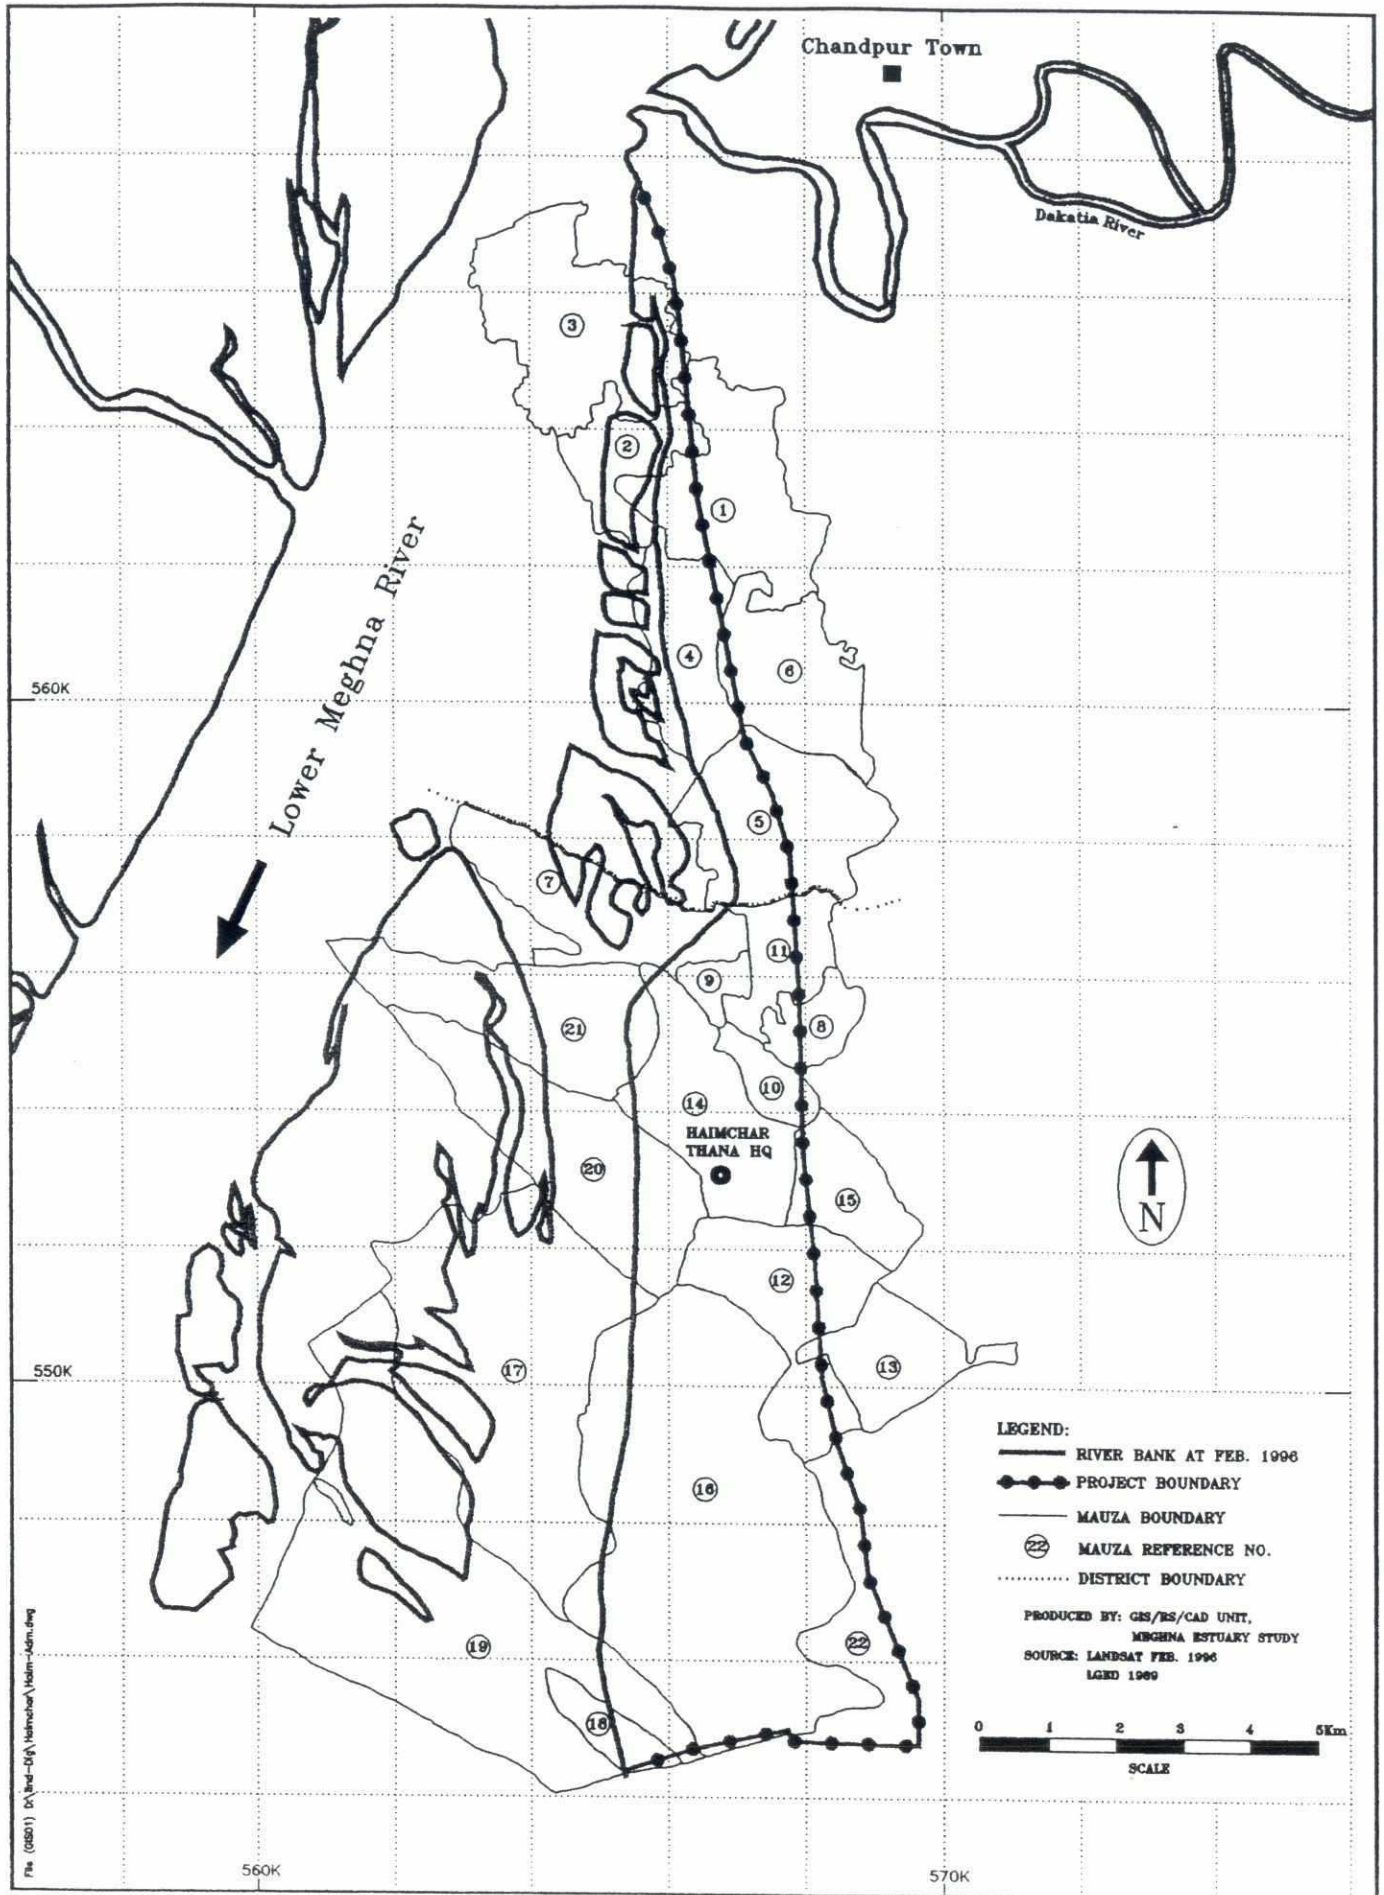 Chandpur Town
Dakatia River
3
2
1
Lower Meghna River
4
6
560K
5
7
11
9
8
21
10
14
HAIMCHAR
THANA HQ
20
15
N
12
17
13
550K
LEGEND:
RIVER BANK AT FEB. 1996
PROJECT BOUNDARY
16
MAUZA BOUNDARY
22 MAUZA REFERENCE NO.
DISTRICT BOUNDARY
PRODUCED BY: GIS/RS/CAD UNIT,
MEGHNA ESTUARY STUDY
SOURCE: LANDSAT FEB. 1996
LGED 1989
19
22
18
0 1 2 3 4 5Km
SCALE
560K
570K